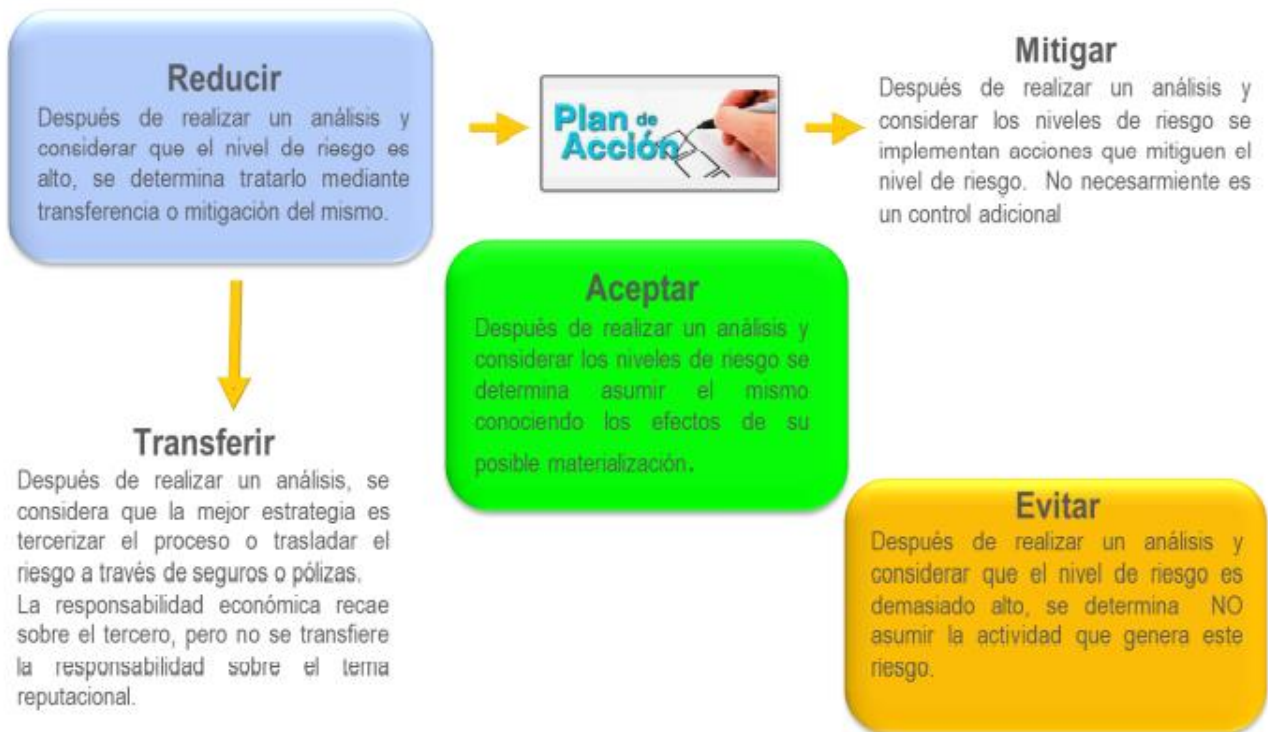 Reducir
Después de realizar un análisis y
considerar que el nivel de riesgo es
alto, se determina tratarlo mediante
transferencia o mitigación del mismo.
Plan de
Acción
Mitigar
Después de realizar un análisis y
considerar los niveles de riesgo se
implementan acciones que mitiguen el
nivel de riesgo. No necesarmiente es
un control adicional
Aceptar
Después de realizar un análisis y
considerar los niveles de riesgo se
determina asumir el mismo
conociendo los efectos de su
posible materialización.
Transferir
Después de realizar un análisis, se
considera que la mejor estrategia es
tercerizar el proceso o trasladar el
riesgo a través de seguros o pólizas.
La responsabilidad económica recae
sobre el tercero, pero no se transfiere
la responsabilidad sobre el tema
reputacional.
Evitar
Después de realizar un análisis y
considerar que el nivel de riesgo es
demasiado alto, se determina NO
asumir la actividad que genera este
riesgo.